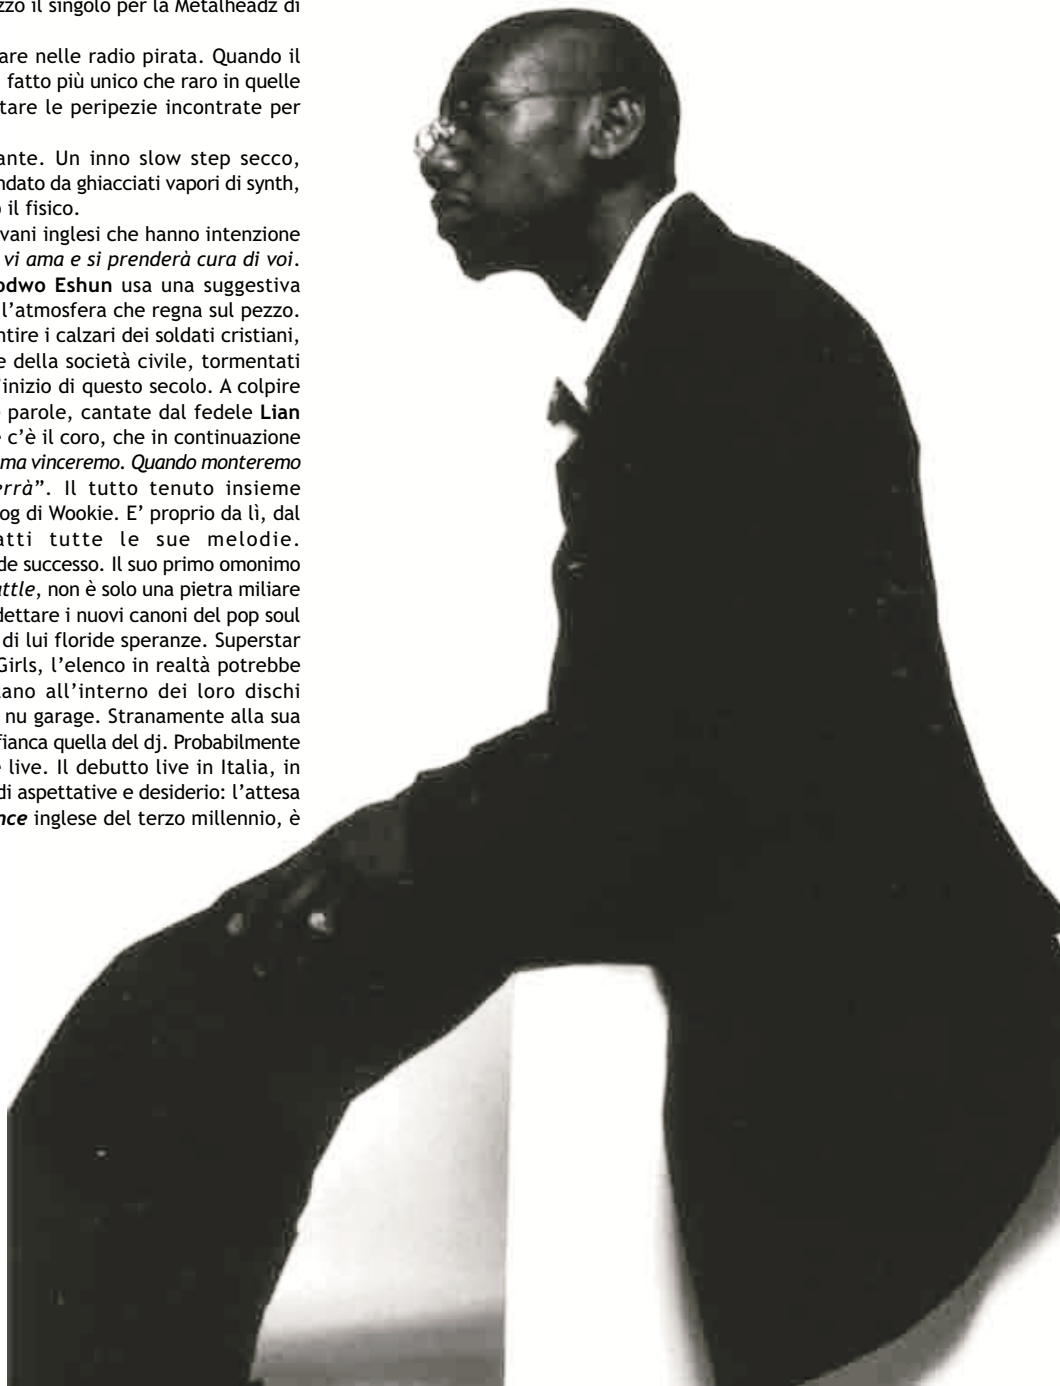 zzo il singolo per la Metalheadz di
are nelle radio pirata. Quando il
fatto più unico che raro in quelle
tare le peripezie incontrate per
ante. Un inno slow step secco,
ndato da ghiacciati vapori di synth,
il fisico.
vani inglesi che hanno intenzione
vi ama e si prenderà cura di voi.
odwo Eshun usa una suggestiva
l’atmosfera che regna sul pezzo.
ntire i calzari dei soldati cristiani,
e della società civile, tormentati
’inizio di questo secolo. A colpire
parole, cantate dal fedele Lian
c’è il coro, che in continuazione
ma vinceremo. Quando monteremo
errà”. Il tutto tenuto insieme
og di Wookie. E’ proprio da lì, dal
atti tutte le sue melodie.
de successo. Il suo primo omonimo
attle, non è solo una pietra miliare
dettare i nuovi canoni del pop soul
di lui floride speranze. Superstar
Girls, l’elenco in realtà potrebbe
ano all’interno dei loro dischi
nu garage. Stranamente alla sua
fianca quella del dj. Probabilmente
live. Il debutto live in Italia, in
di aspettative e desiderio: l’attesa
nce inglese del terzo millennio, è